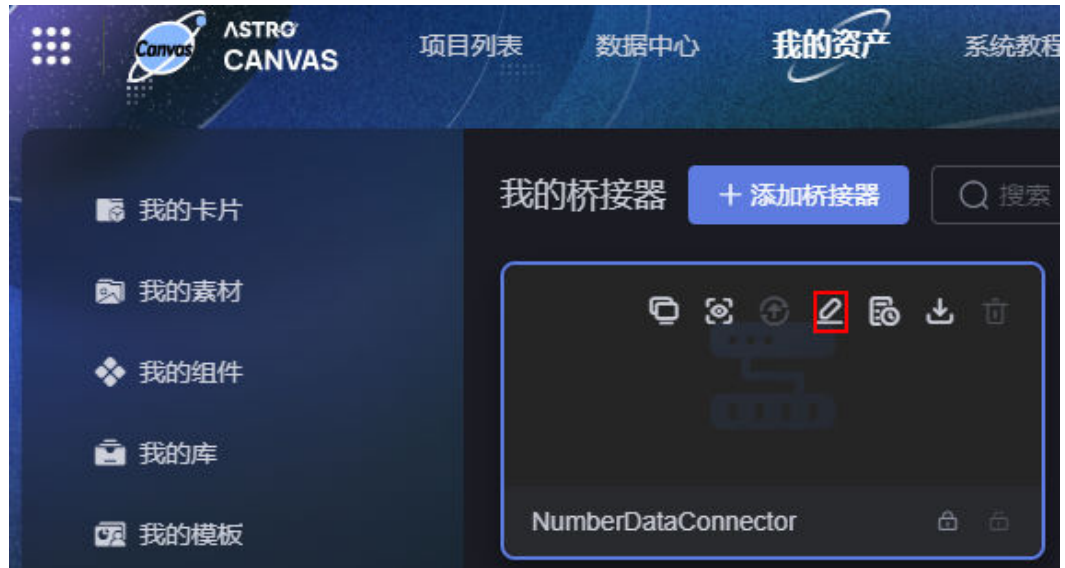 Canvas
ASTRO
CANVAS
项目列表
数据中心
我的资产
系统教程
我的卡片
我的素材
我的组件
我的库
我的模板
我的桥接器
+ 添加桥接器
搜索
NumberDataConnector